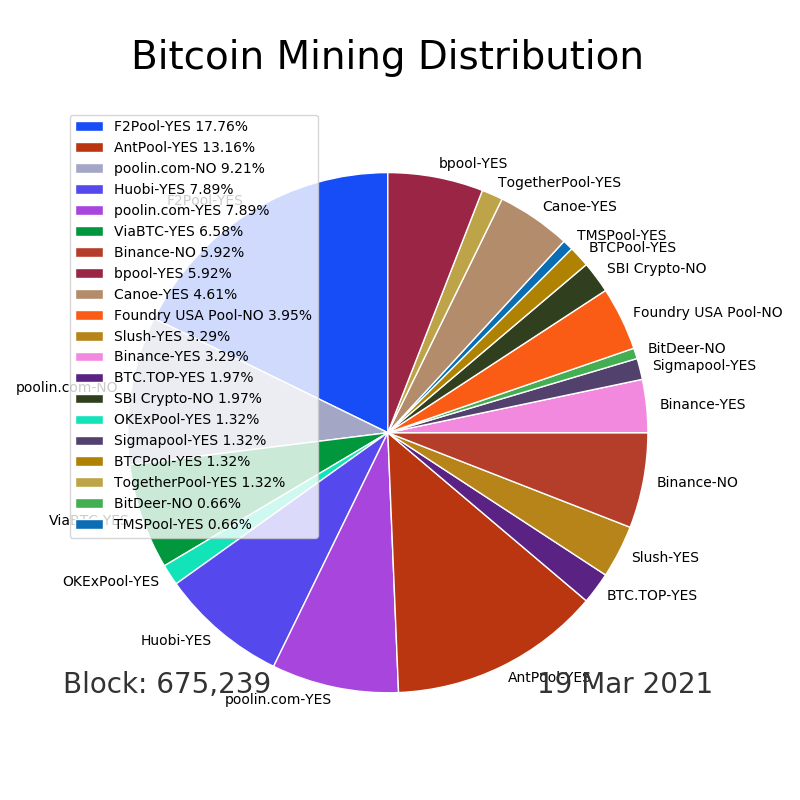 Bitcoin Mining Distribution
F2Pool-YES 17.76%
AntPool-YES 13.16%
poolin.com-NO 9.21%
Huobi-YES 7.89%
poolin.com-YES 7.89%
ViaBTC-YES 6.58%
Binance-NO 5.92%
bpool-YES 5.92%
Canoe-YES 4.61%
Foundry USA Pool-NO 3.95%
Slush-YES 3.29%
Binance-YES 3.29%
BTC.TOP-YES 1.97%
SBI Crypto-NO 1.97%
OKExPool-YES 1.32%
Sigmapool-YES 1.32%
BTCPool-YES 1.32%
TogetherPool-YES 1.32%
BitDeer-NO 0.66%
TMSPool-YES 0.66%
F2Pool-YES
poolin.com-NO
ViaBTC-YES
OKExPool-YES
Huobi-YES
poolin.com-YES
AntPool-YES
BTC.TOP-YES
Slush-YES
Binance-NO
Binance-YES
Sigmapool-YES
BitDeer-NO
Foundry USA Pool-NO
SBI Crypto-NO
BTCPool-YES
TMSPool-YES
Canoe-YES
TogetherPool-YES
bpool-YES
Block: 675,239
19 Mar 2021